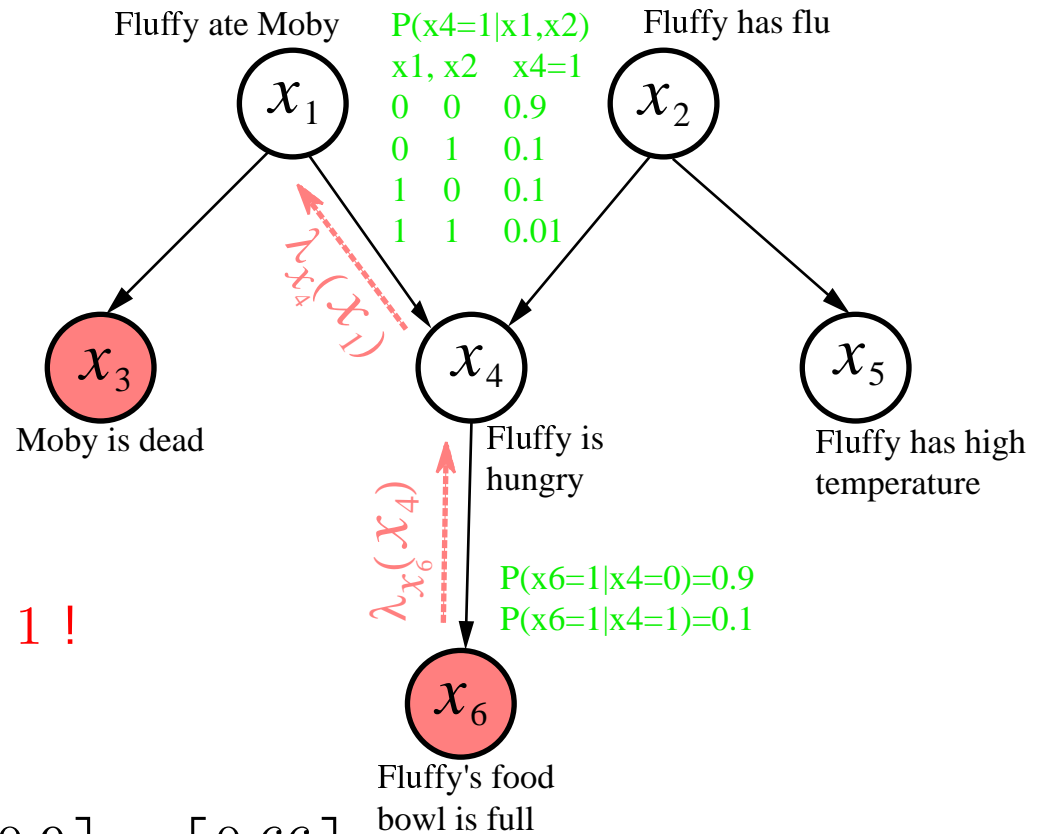 Fluffy ate Moby
P(x4=1|x1,x2)
Fluffy has flu
x1, x2 x4=1
0 0 0.9
0 1 0.1
1 0 0.1
1 1 0.01
x₁
x₂
λx₄(x₁)
x₃
x₄
x₅
Moby is dead
Fluffy is
hungry
Fluffy has high
temperature
λx₆(x₄)
P(x6=1|x4=0)=0.9
P(x6=1|x4=1)=0.1
1 !
x₆
Fluffy's food
bowl is full